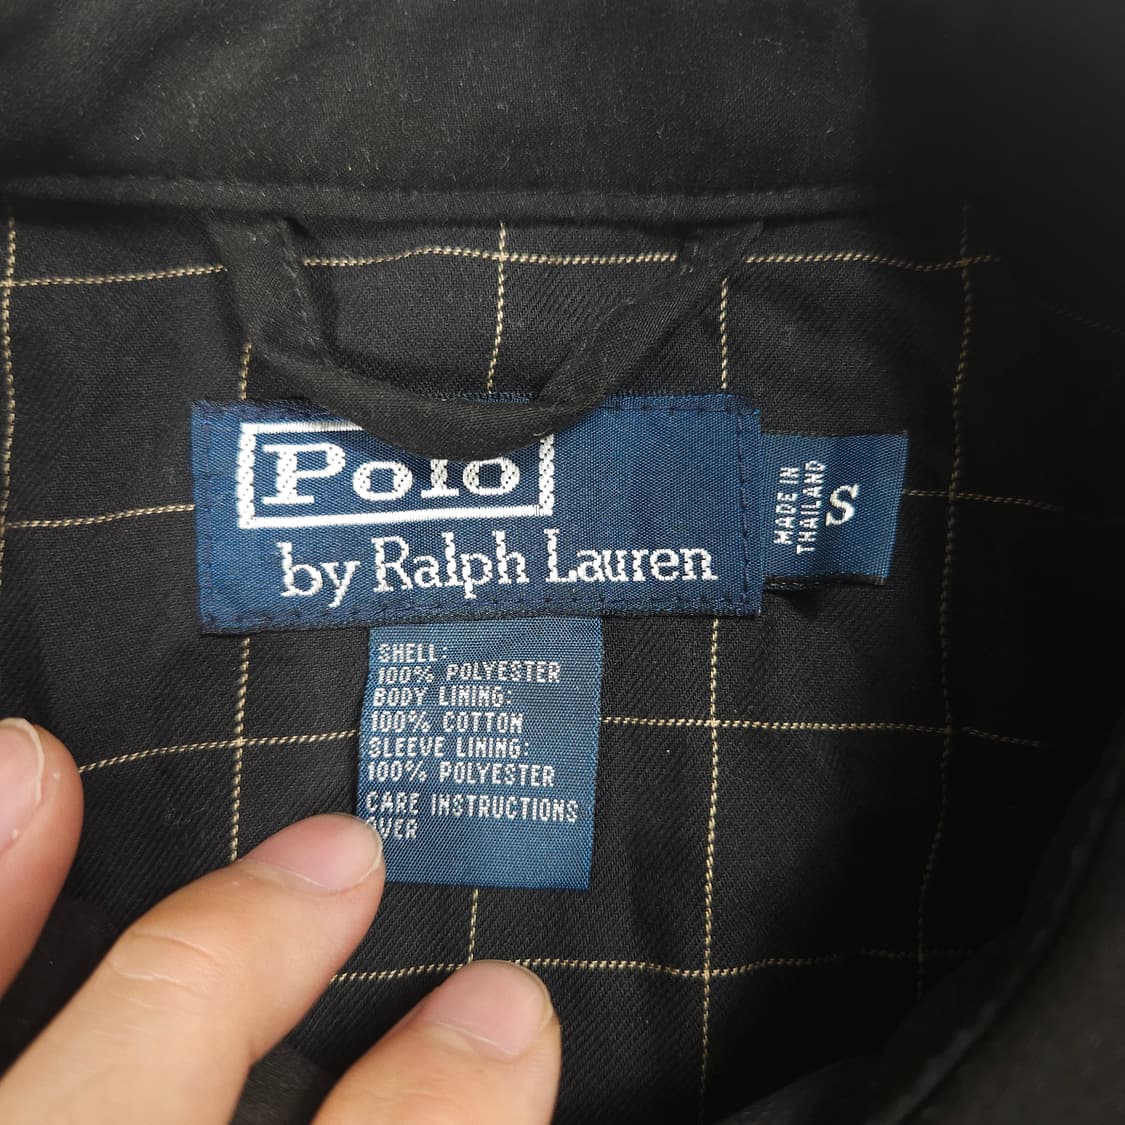 Polo
by Ralph Lauren
MADE IN
THAILAND
S
SHELL:
100% POLYESTER
BODY LINING:
100% COTTON
SLEEVE LINING:
100% POLYESTER
CARE INSTRUCTIONS
OVER